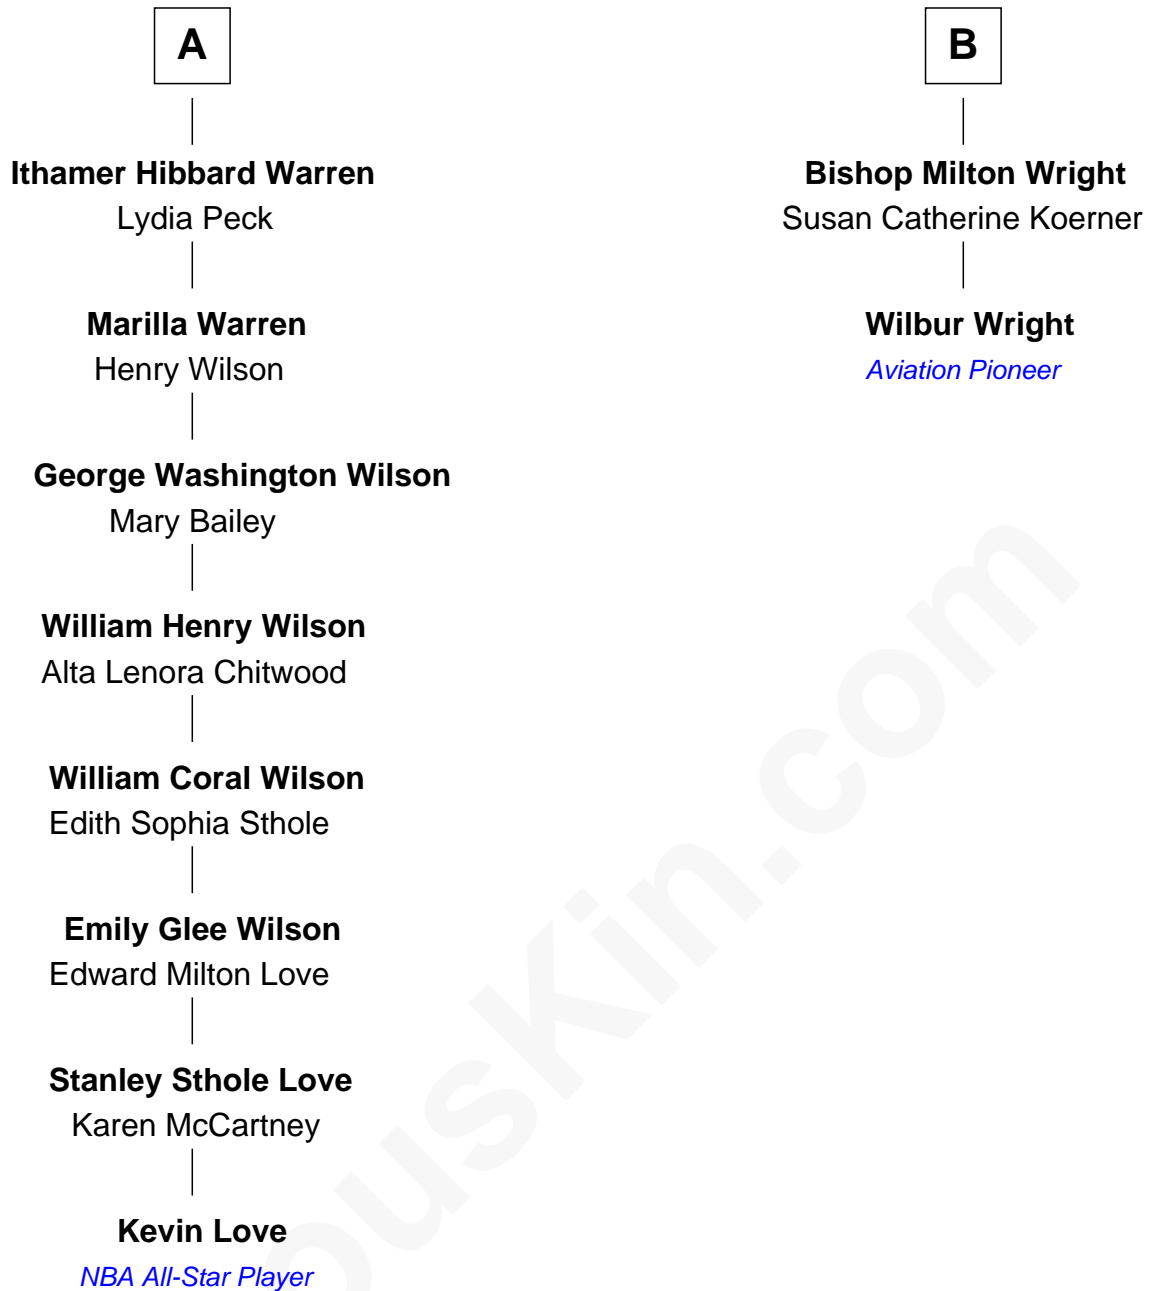 A
Ithamer Hibbard Warren
Lydia Peck
Marilla Warren
Henry Wilson
George Washington Wilson
Mary Bailey
William Henry Wilson
Alta Lenora Chitwood
William Coral Wilson
Edith Sophia Sthole
Emily Glee Wilson
Edward Milton Love
Stanley Sthole Love
Karen McCartney
Kevin Love
NBA All-Star Player
B
Bishop Milton Wright
Susan Catherine Koerner
Wilbur Wright
Aviation Pioneer
ousKin.com